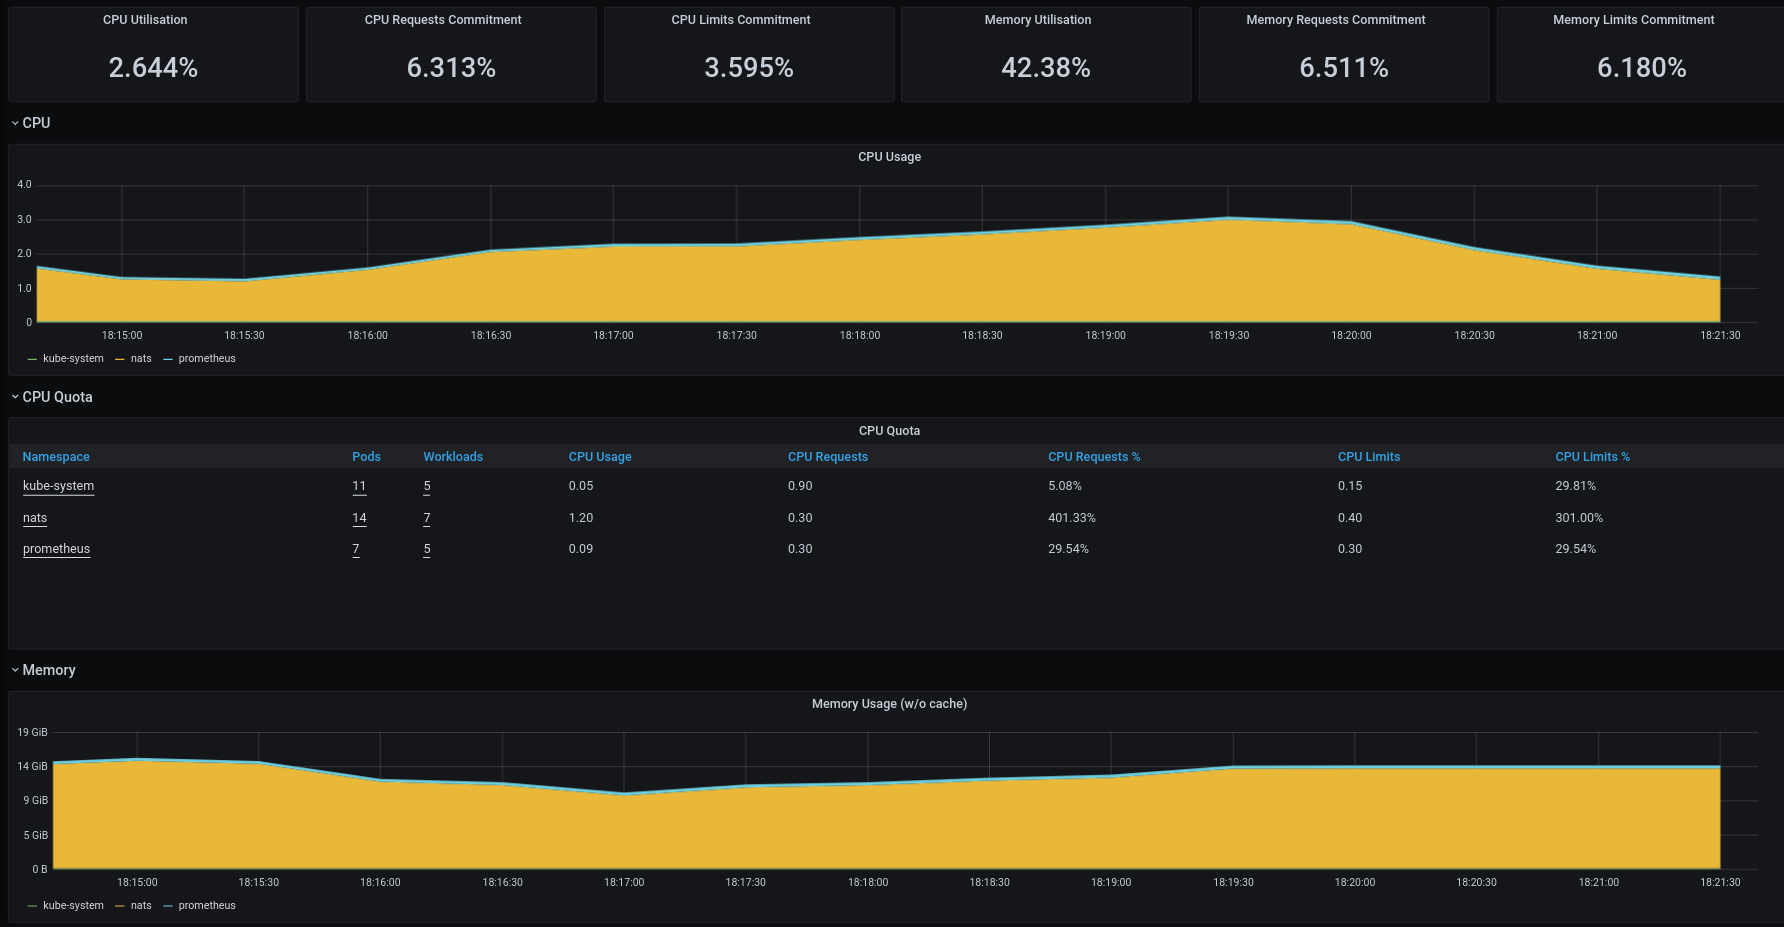 CPU Utilisation CPU Requests Commitment CPU Limits Commitment Memory Utilisation Memory Requests Commitment Memory Limits Commitment
2.644% 6.313% 3.595% 42.38% 6.511% 6.180%
CPU
CPU Usage
4.0
3.0
2.0
1.0
0
18:15:00 18:15:30 18:16:00 18:16:30 18:17:00 18:17:30 18:18:00 18:18:30 18:19:00 18:19:30 18:20:00 18:20:30 18:21:00 18:21:30
kube-system nats prometheus
CPU Quota
CPU Quota
Namespace Pods Workloads CPU Usage CPU Requests CPU Requests % CPU Limits CPU Limits %
kube-system 11 5 0.05 0.90 5.08% 0.15 29.81%
nats 14 7 1.20 0.30 401.33% 0.40 301.00%
prometheus 7 5 0.09 0.30 29.54% 0.30 29.54%
Memory
Memory Usage (w/o cache)
19 GiB
14 GiB
9 GiB
5 GiB
0 B
18:15:00 18:15:30 18:16:00 18:16:30 18:17:00 18:17:30 18:18:00 18:18:30 18:19:00 18:19:30 18:20:00 18:20:30 18:21:00 18:21:30
kube-system nats prometheus